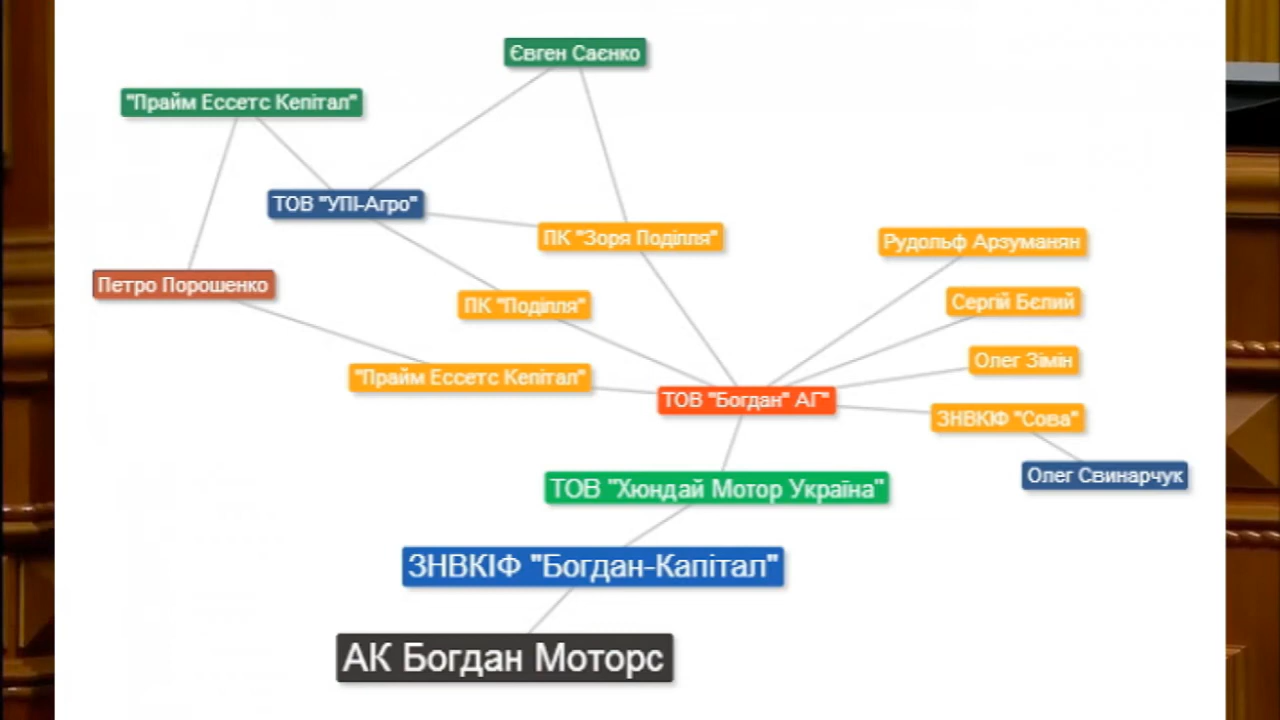 Євген Саєнко
"Прайм Ессетс Кепітал"
ТОВ "УПІ-Агро"
ПК "Зоря Поділля"
Рудольф Арзуманян
Петро Порошенко
ПК "Поділля"
Сергій Бєлий
Олег Зімін
"Прайм Ессетс Кепітал"
ТОВ "Богдан" АГ"
ЗНВКІФ "Сова"
Олег Свинарчук
ТОВ "Хюндай Мотор Україна"
ЗНВКІФ "Богдан-Капітал"
АК Богдан Моторс